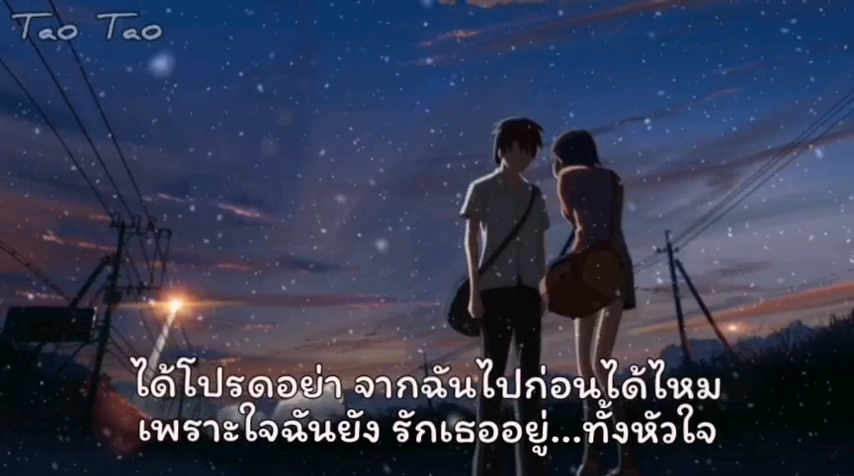 Tao Tao
ได้โปรดอย่า จากฉันไปก่อนได้ไหม
เพราะใจฉันยัง รักเธออยู่...ทั้งหัวใจ